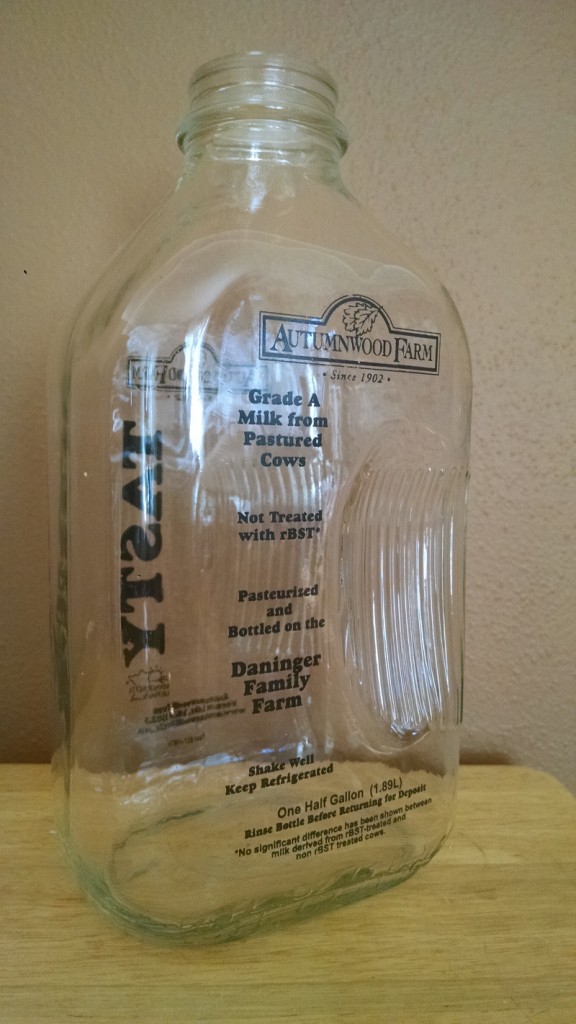 AUTUMNWOOD FARM
• Since 1902 •
Grade A
Milk from
Pastured
Cows
Not Treated
with rBST*
Pasteurized
and
Bottled on the
Daninger
Family
Farm
Shake Well
Keep Refrigerated
One Half Gallon (1.89L)
Rinse Bottle Before Returning for Deposit
*No significant difference has been shown between
milk derived from rBST-treated and
non rBST treated cows.
TASTY